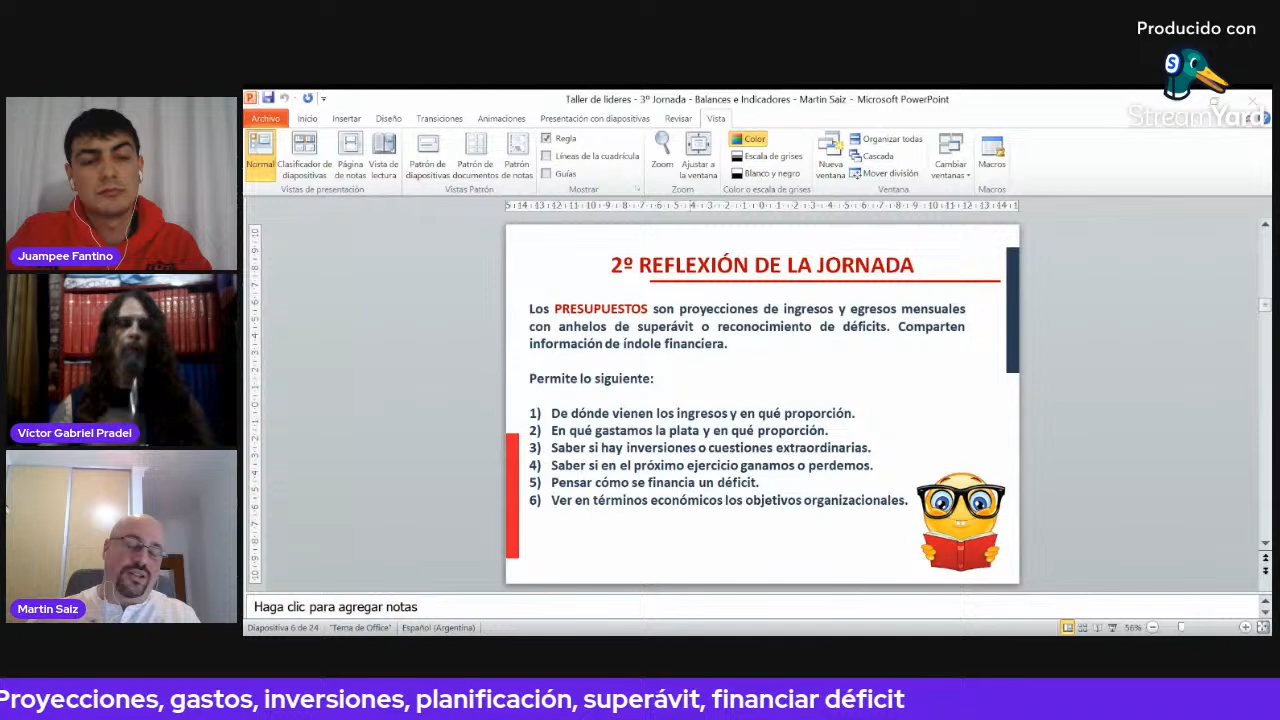 Producido con
StreamYard
Taller de lideres - 3º Jornada - Balances e Indicadores - Martin Saiz - Microsoft PowerPoint
Archivo Inicio Insertar Diseño Transiciones Animaciones Presentación con diapositivas Revisar Vista
Normal
Clasificador de diapositivas
Página de notas
Vista de lectura
Vistas de presentación
Patrón de diapositivas
Patrón de documentos
Patrón de notas
Vistas Patrón
Regla
Líneas de la cuadrícula
Guías
Mostrar
Zoom
Ajustar a la ventana
Zoom
Color
Escala de grises
Blanco y negro
Color o escala de grises
Nueva ventana
Organizar todas
Cascada
Mover división
Cambiar ventanas
Ventana
Macros
Macros
2º REFLEXIÓN DE LA JORNADA
Los PRESUPUESTOS son proyecciones de ingresos y egresos mensuales
con anhelos de superávit o reconocimiento de déficits. Comparten
información de índole financiera.
Permite lo siguiente:
1) De dónde vienen los ingresos y en qué proporción.
2) En qué gastamos la plata y en qué proporción.
3) Saber si hay inversiones o cuestiones extraordinarias.
4) Saber si en el próximo ejercicio ganamos o perdemos.
5) Pensar cómo se financia un déficit.
6) Ver en términos económicos los objetivos organizacionales.
Haga clic para agregar notas
Diapositiva 6 de 24 "Tema de Office" Español (Argentina) 56%
Juampee Fantino
Víctor Gabriel Pradel
Martin Saiz
Proyecciones, gastos, inversiones, planificación, superávit, financiar déficit